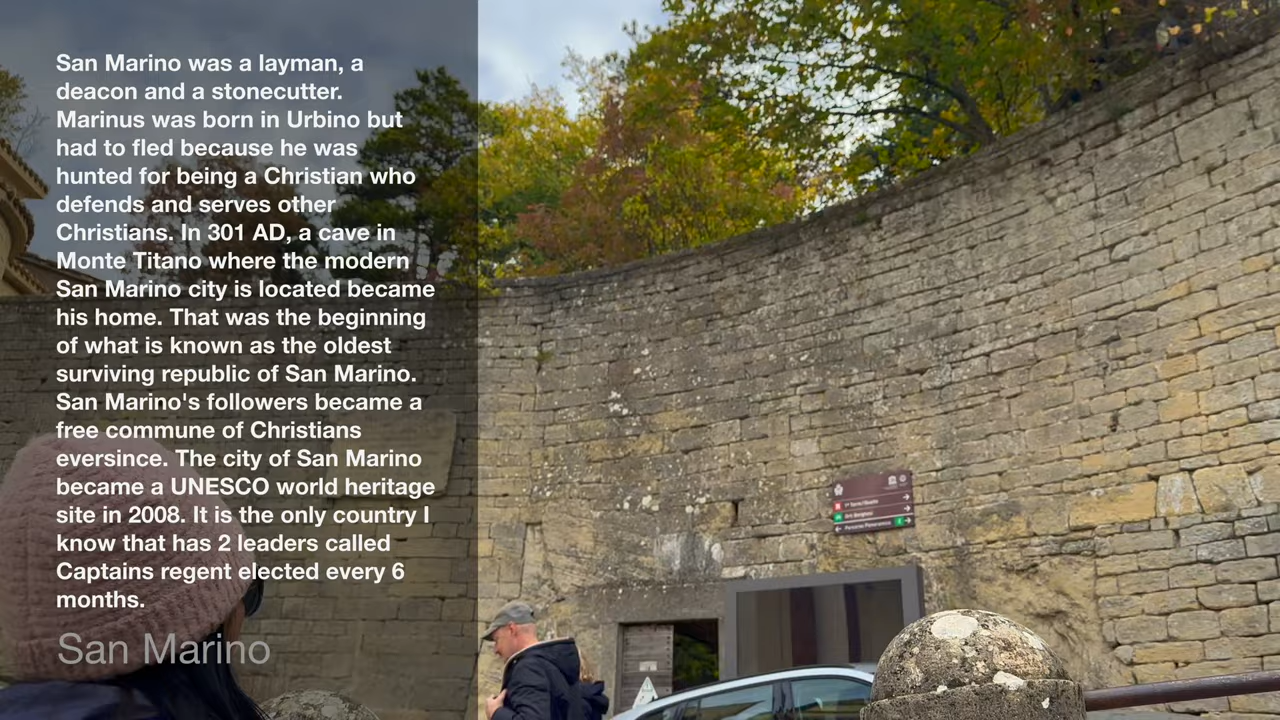 San Marino was a layman, a
deacon and a stonecutter.
Marinus was born in Urbino but
had to fled because he was
hunted for being a Christian who
defends and serves other
Christians. In 301 AD, a cave in
Monte Titano where the modern
San Marino city is located became
his home. That was the beginning
of what is known as the oldest
surviving republic of San Marino.
San Marino's followers became a
free commune of Christians
eversince. The city of San Marino
became a UNESCO world heritage
site in 2008. It is the only country I
know that has 2 leaders called
Captains regent elected every 6
months.
San Marino
Orti Borghesi
Percorso Panoramico